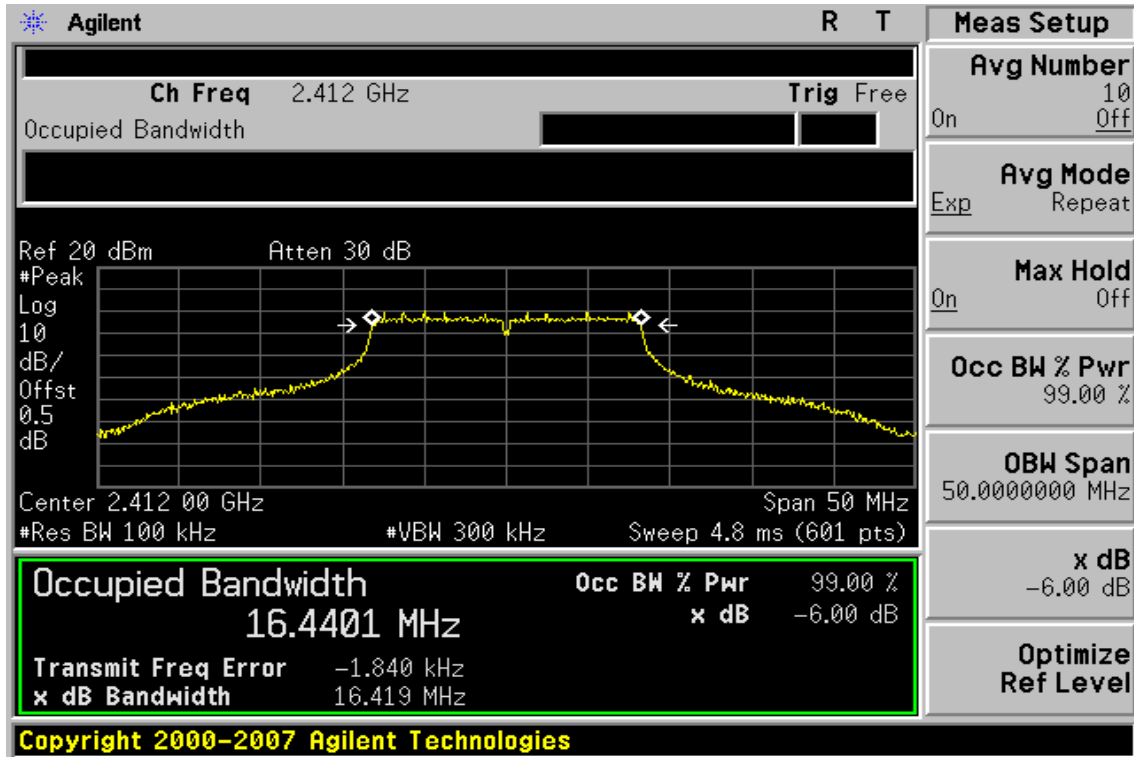 Agilent R T
Ch Freq 2.412 GHz Trig Free
Occupied Bandwidth
Ref 20 dBm Atten 30 dB
#Peak
Log
10
dB/
Offst
0.5
dB
Center 2.412 00 GHz Span 50 MHz
#Res BW 100 kHz #VBW 300 kHz Sweep 4.8 ms (601 pts)
Occupied Bandwidth Occ BW % Pwr 99.00 %
16.4401 MHz x dB -6.00 dB
Transmit Freq Error -1.840 kHz
x dB Bandwidth 16.419 MHz
Copyright 2000-2007 Agilent Technologies
Meas Setup
Avg Number
10
On Off
Avg Mode
Exp Repeat
Max Hold
On Off
Occ BW % Pwr
99.00 %
OBW Span
50.0000000 MHz
x dB
-6.00 dB
Optimize
Ref Level